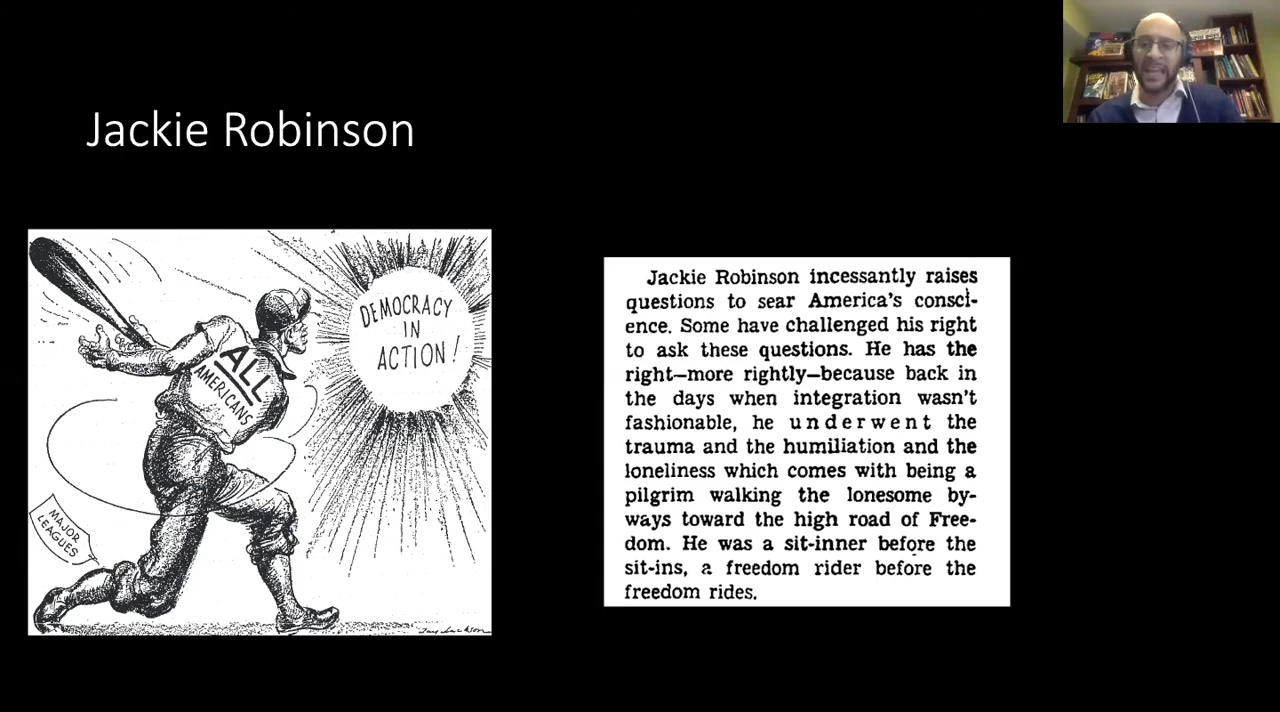 Jackie Robinson
DEMOCRACY
IN
ACTION!
ALL
AMERICANS
MAJOR
LEAGUES
Jay Jackson
Jackie Robinson incessantly raises
questions to sear America's consci-
ence. Some have challenged his right
to ask these questions. He has the
right—more rightly—because back in
the days when integration wasn't
fashionable, he underwent the
trauma and the humiliation and the
loneliness which comes with being a
pilgrim walking the lonesome by-
ways toward the high road of Free-
dom. He was a sit-inner before the
sit-ins, a freedom rider before the
freedom rides.